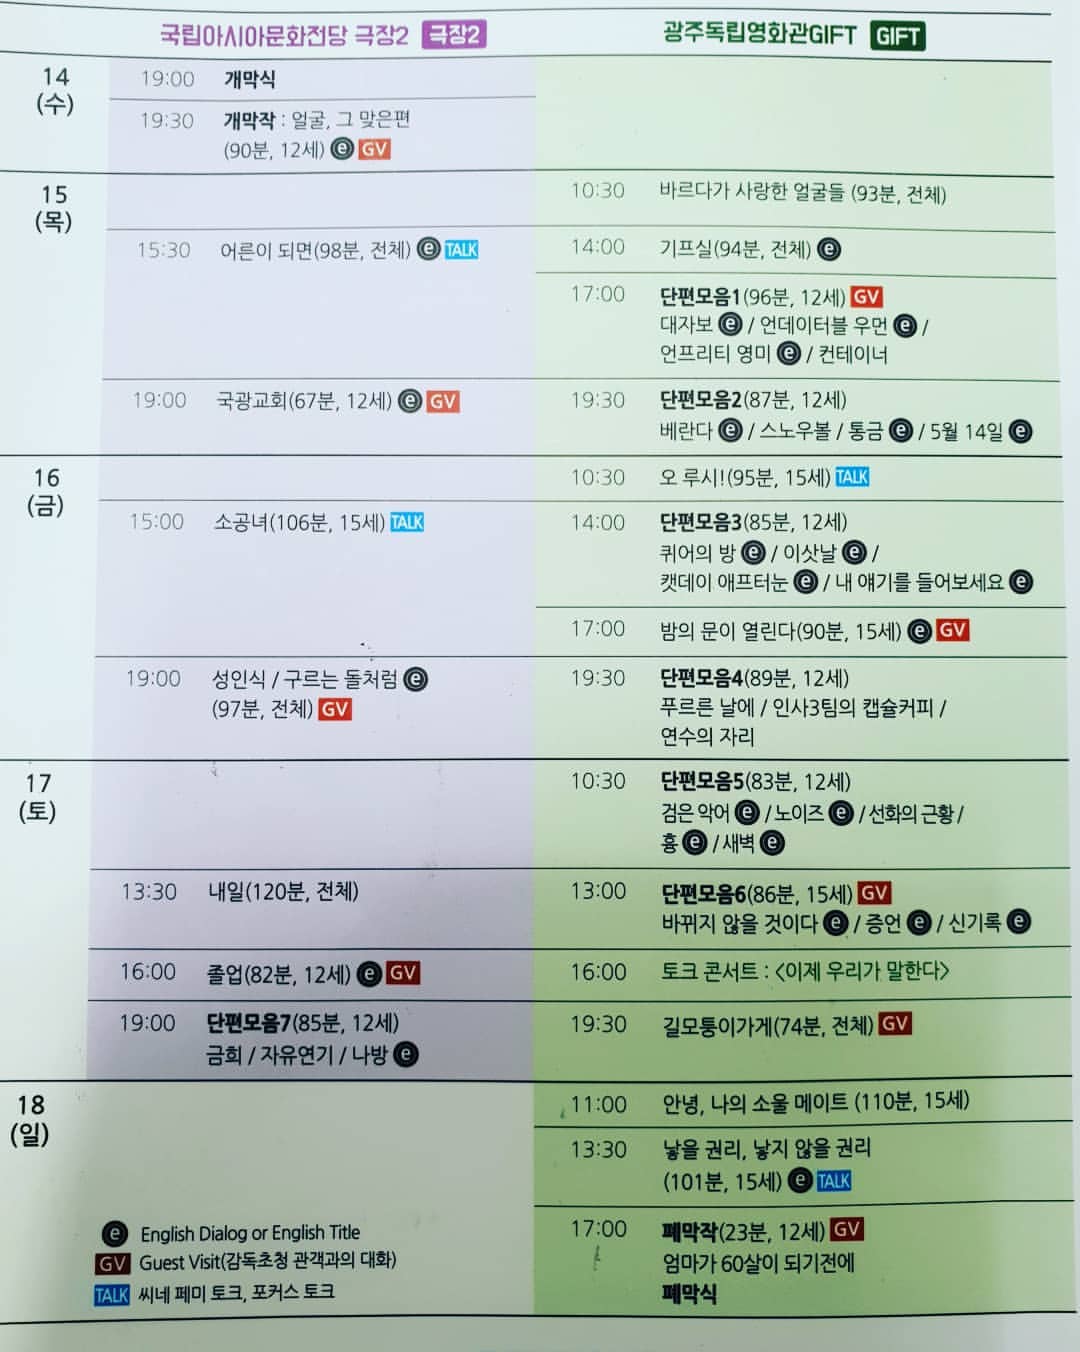 국립아시아문화전당 극장2 극장2
광주독립영화관GIFT GIFT
14
(수)
19:00 개막식
19:30 개막작 : 얼굴, 그 맞은편
(90분, 12세) e GV
15
(목)
10:30 바르다가 사랑한 얼굴들 (93분, 전체)
15:30 어른이 되면(98분, 전체) e TALK
14:00 기프실(94분, 전체) e
17:00 단편모음1(96분, 12세) GV
대자보 e / 언데이터블 우먼 e /
언프리티 영미 e / 컨테이너
19:00 국광교회(67분, 12세) e GV
19:30 단편모음2(87분, 12세)
베란다 e / 스노우볼 / 통금 e / 5월 14일 e
16
(금)
10:30 오 루시!(95분, 15세) TALK
15:00 소공녀(106분, 15세) TALK
14:00 단편모음3(85분, 12세)
퀴어의 방 e / 이삿날 e /
캣데이 애프터눈 e / 내 얘기를 들어보세요 e
17:00 밤의 문이 열린다(90분, 15세) e GV
19:00 성인식 / 구르는 돌처럼 e
(97분, 전체) GV
19:30 단편모음4(89분, 12세)
푸르른 날에 / 인사3팀의 캡슐커피 /
연수의 자리
17
(토)
10:30 단편모음5(83분, 12세)
검은 악어 e / 노이즈 e / 선화의 근황 /
흉 e / 새벽 e
13:30 내일(120분, 전체)
13:00 단편모음6(86분, 15세) GV
바뀌지 않을 것이다 e / 증언 e / 신기록 e
16:00 졸업(82분, 12세) e GV
16:00 토크 콘서트 : <이제 우리가 말한다>
19:00 단편모음7(85분, 12세)
금희 / 자유연기 / 나방 e
19:30 길모퉁이가게(74분, 전체) GV
18
(일)
11:00 안녕, 나의 소울 메이트 (110분, 15세)
13:30 낳을 권리, 낳지 않을 권리
(101분, 15세) e TALK
17:00 폐막작(23분, 12세) GV
엄마가 60살이 되기전에
폐막식
e English Dialog or English Title
GV Guest Visit(감독초청 관객과의 대화)
TALK 씨네 페미 토크, 포커스 토크